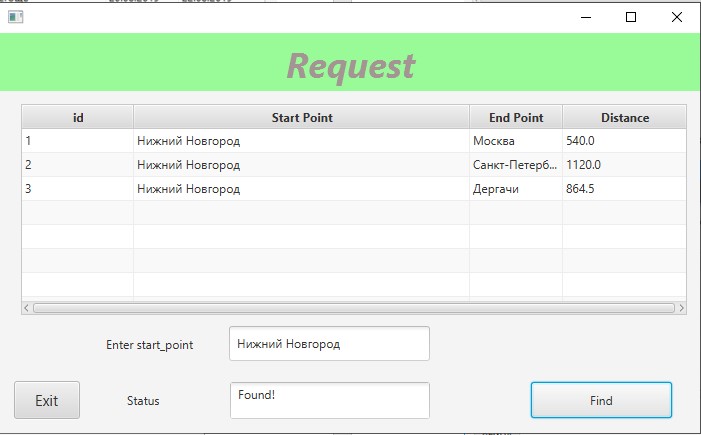 Request
id Start Point End Point Distance
1 Нижний Новгород Москва 540.0
2 Нижний Новгород Санкт-Петерб... 1120.0
3 Нижний Новгород Дергачи 864.5
Enter start_point Нижний Новгород
Found!
Exit Status Find